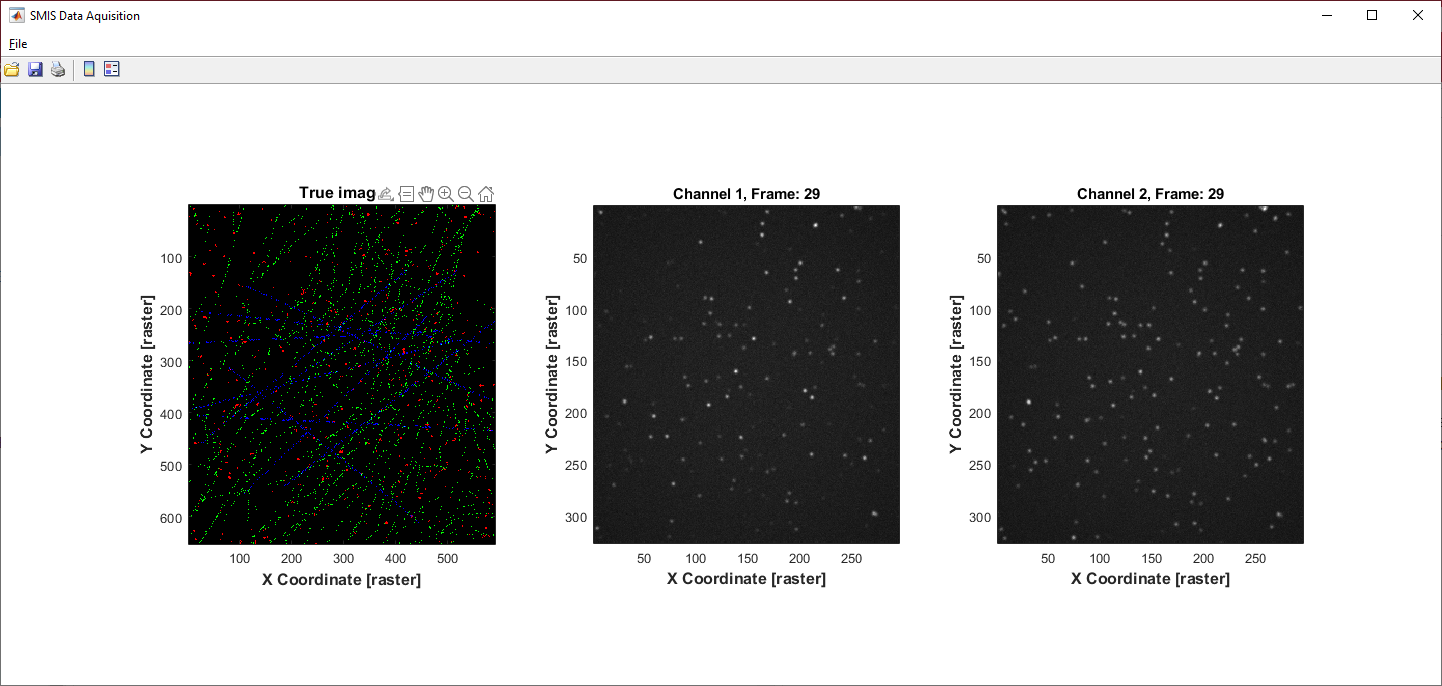 SMIS Data Aquisition
File
True imag
Channel 1, Frame: 29
Channel 2, Frame: 29
Y Coordinate [raster]
100
200
300
400
500
600
100 200 300 400 500
X Coordinate [raster]
Y Coordinate [raster]
50
100
150
200
250
300
50 100 150 200 250
X Coordinate [raster]
Y Coordinate [raster]
50
100
150
200
250
300
50 100 150 200 250
X Coordinate [raster]